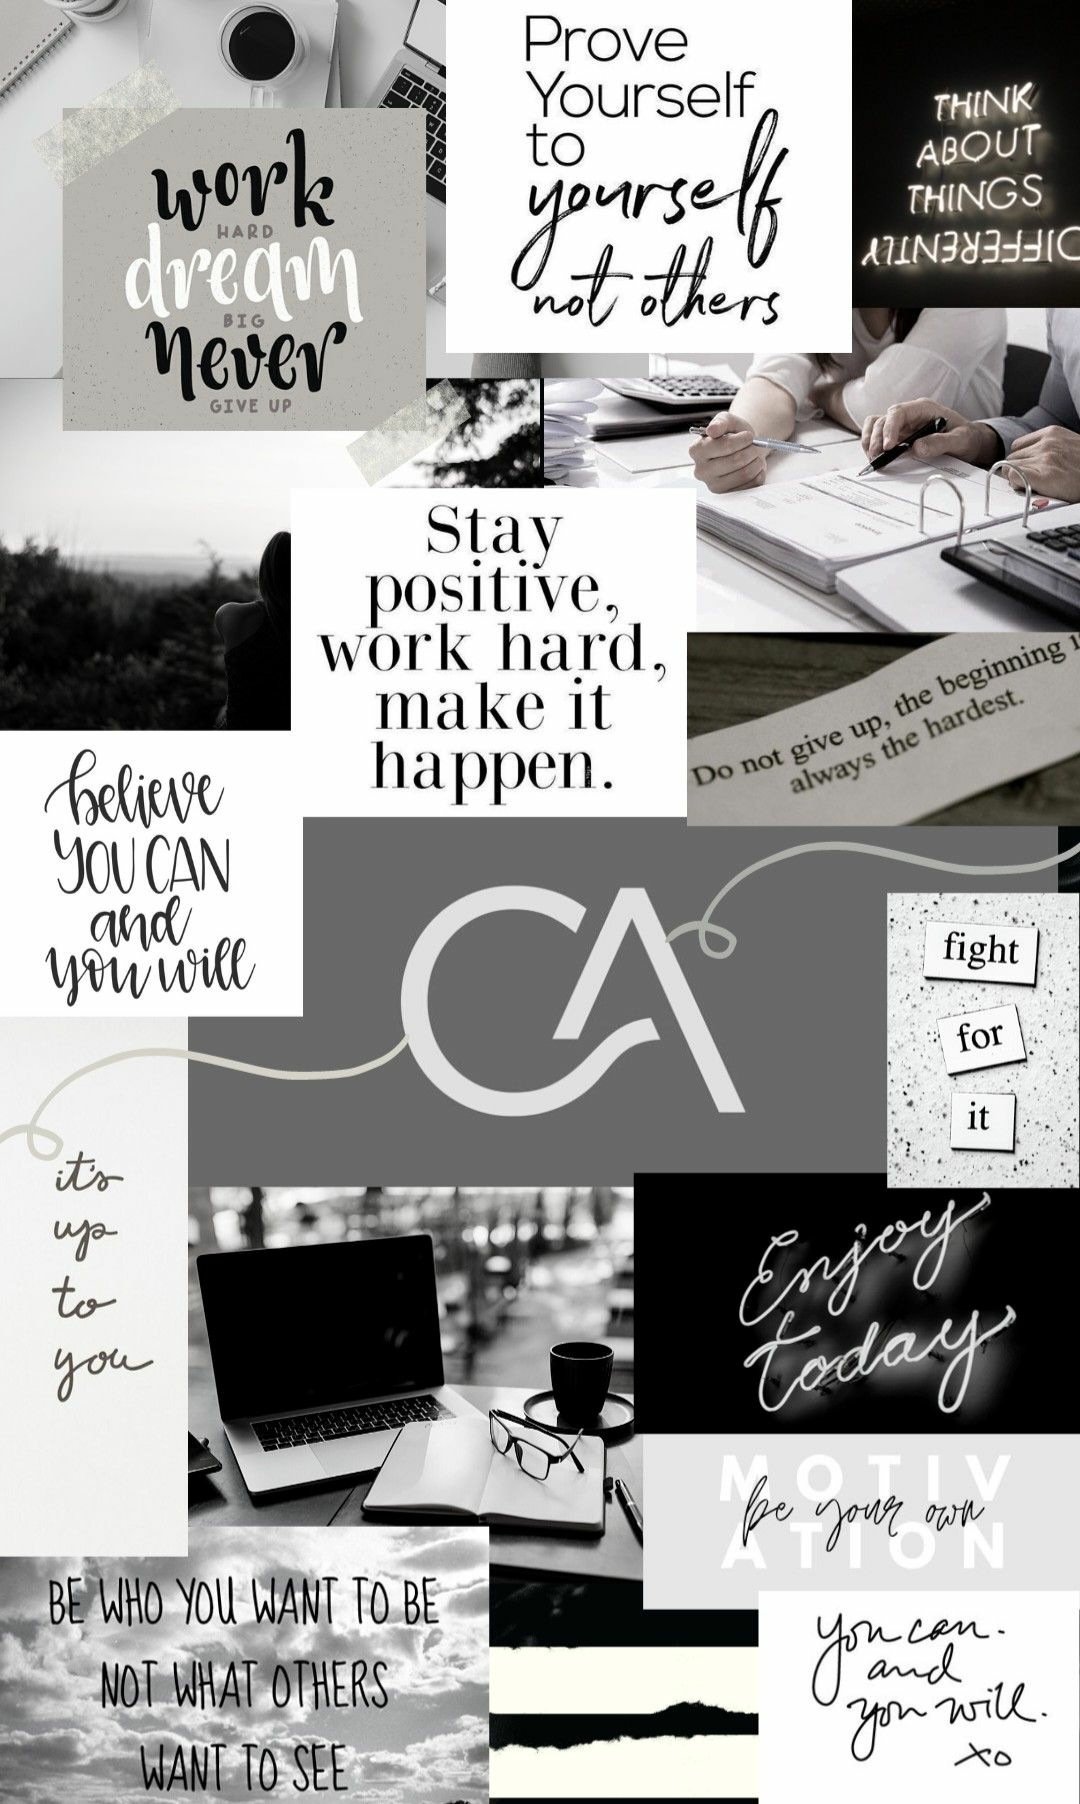 work
HARD
dream
BIG
never
GIVE UP
Prove
Yourself
to
yourself
not others
THINK
ABOUT
THINGS
DIFFERENTLY
Stay
positive,
work hard,
make it
happen.
Do not give up, the beginning
always the hardest.
believe
YOU CAN
and
you will
CA
fight
for
it
it's
up
to
you
Enjoy
today
MOTIV
be your own
ATION
BE WHO YOU WANT TO BE
NOT WHAT OTHERS
WANT TO SEE
you can.
and
you will.
xo